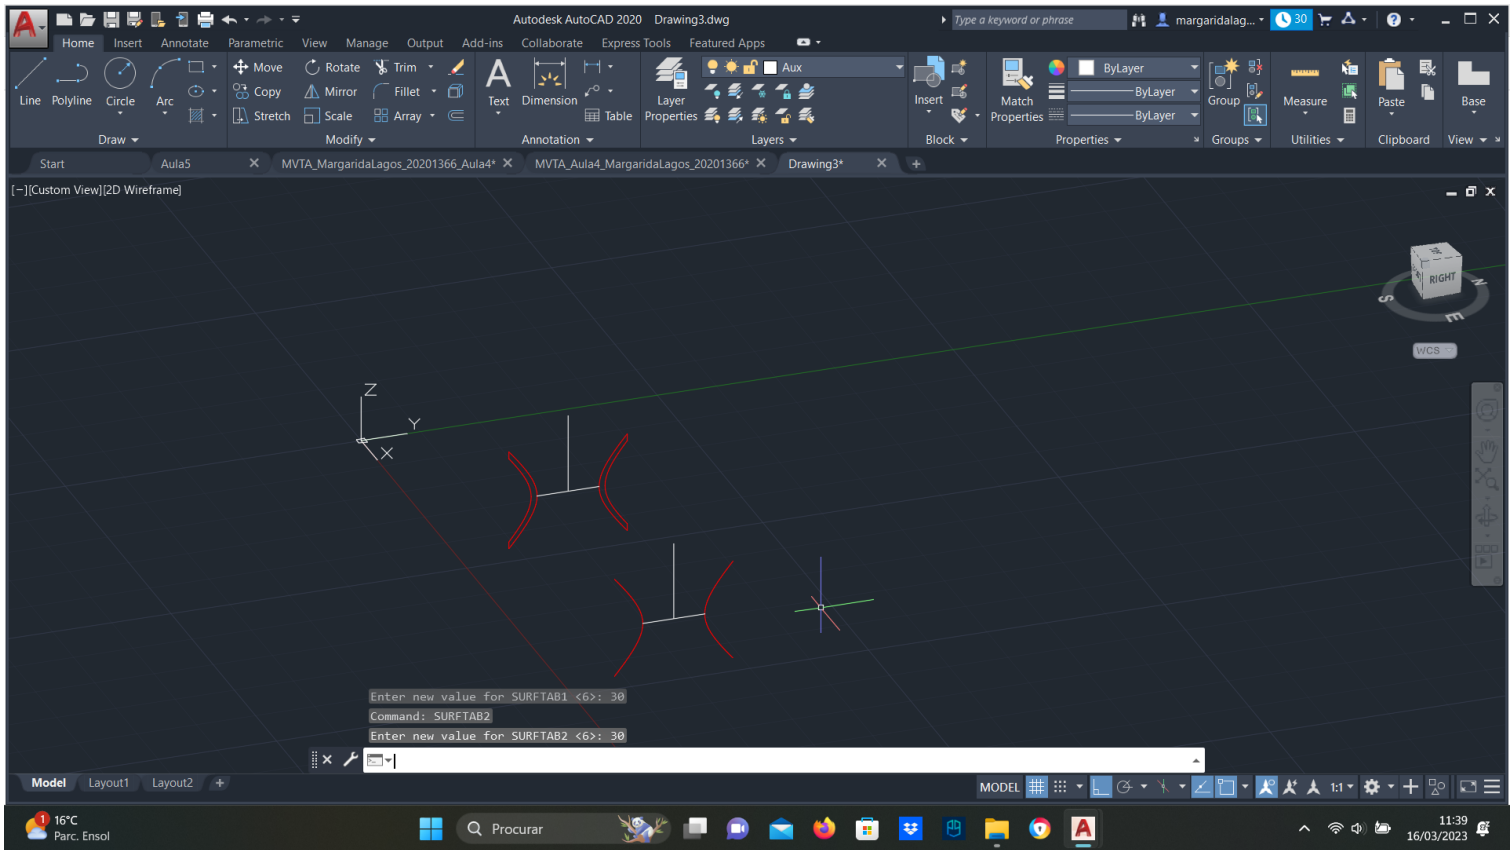 Autodesk AutoCAD 2020 Drawing3.dwg
Type a keyword or phrase
margaridalag...
30
Home Insert Annotate Parametric View Manage Output Add-ins Collaborate Express Tools Featured Apps
Line
Polyline
Circle
Arc
Draw
Move Rotate Trim
Copy Mirror Fillet
Stretch Scale Array
Modify
Text
Dimension
Table
Annotation
Layer
Properties
Aux
Layers
Insert
Block
Match
Properties
ByLayer
ByLayer
ByLayer
Properties
Group
Groups
Measure
Utilities
Paste
Clipboard
Base
View
Start
Aula5
MVTA_MargaridaLagos_20201366_Aula4*
MVTA_Aula4_MargaridaLagos_20201366*
Drawing3*
[−][Custom View][2D Wireframe]
TOP
RIGHT
S
E
N
WCS
Z
Y
X
Enter new value for SURFTAB1 <6>: 30
Command: SURFTAB2
Enter new value for SURFTAB2 <6>: 30
Model Layout1 Layout2
MODEL
1:1
1
16°C
Parc. Ensol
Procurar
11:39
16/03/2023